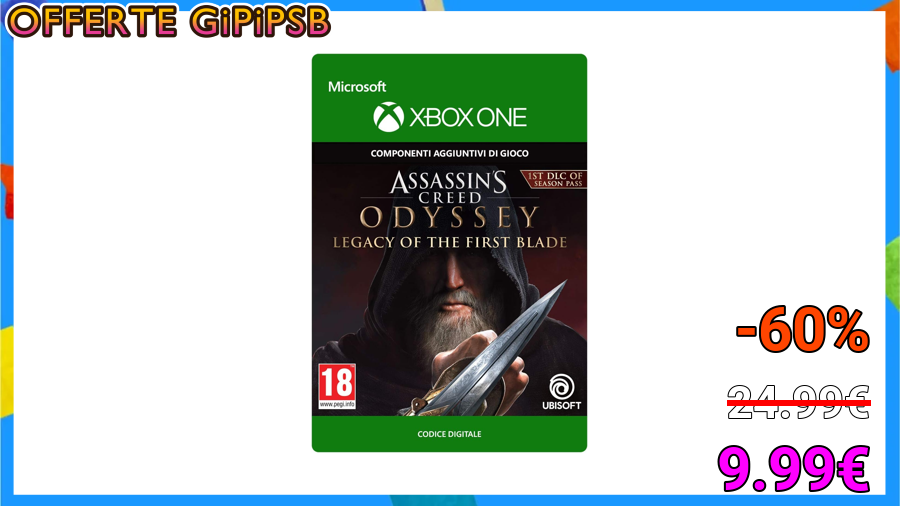 OFFERTE GiPiPSB
Microsoft
XBOX ONE
COMPONENTI AGGIUNTIVI DI GIOCO
1ST DLC OF
SEASON PASS
ASSASSIN'S
CREED
ODYSSEY
LEGACY OF THE FIRST BLADE
18
www.pegi.info
UBISOFT
CODICE DIGITALE
-60%
24.99€
9.99€